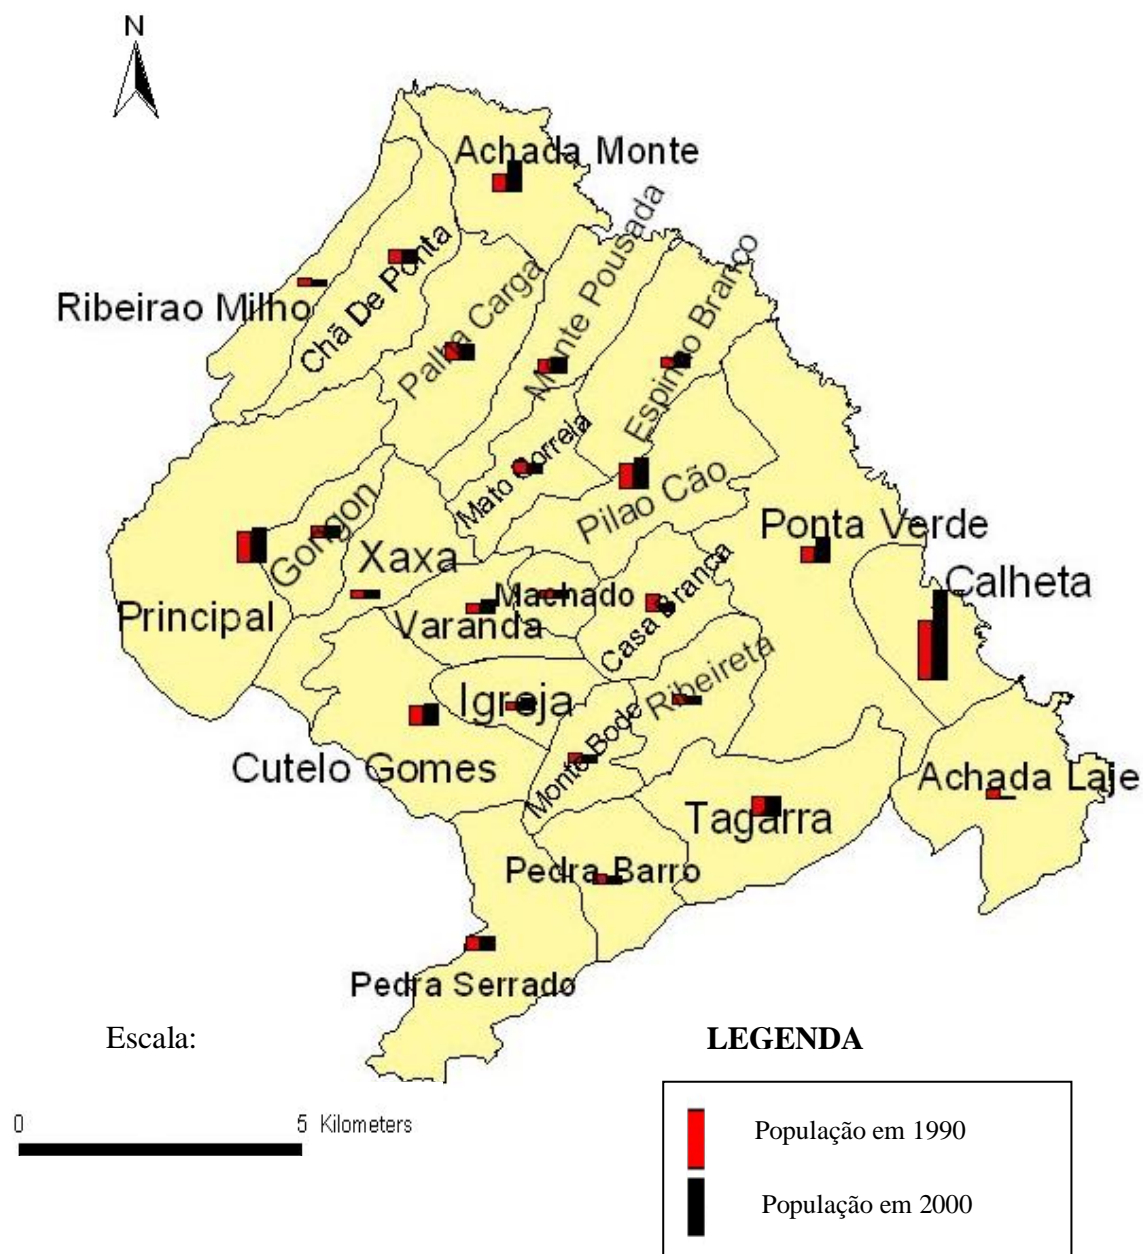 N
Achada Monte
Monte Pousada
Chã De Ponta
Palha Carga
Espinho Branco
Ribeirao Milho
Mato Correia
Pilao Cão
Gongon
Xaxa
Ponta Verde
Calheta
Principal
Machado
Varanda
Casa Branca
Igreja
Ribeireta
Monte Bode
Cutelo Gomes
Achada Laje
Tagarra
Pedra Barro
Pedra Serrado
Escala:
0 5 Kilometers
LEGENDA
População em 1990
População em 2000